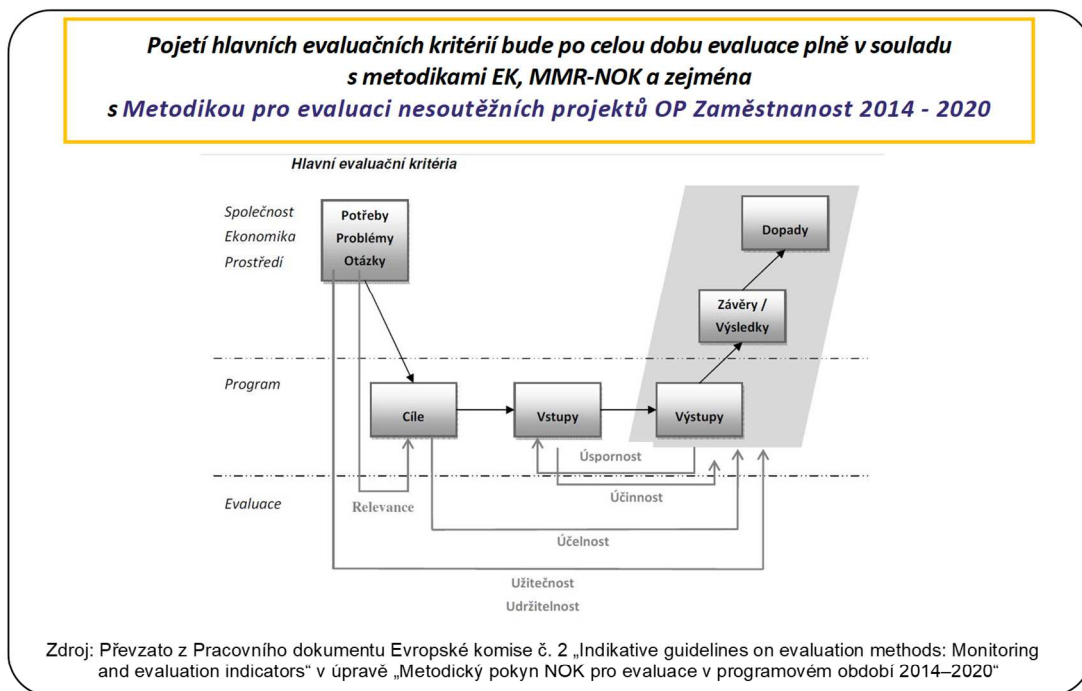 Pojetí hlavních evaluačních kritérií bude po celou dobu evaluace plně v souladu
s metodikami EK, MMR-NOK a zejména
s Metodikou pro evaluaci nesoutěžních projektů OP Zaměstnanost 2014 - 2020
Hlavní evaluační kritéria
Společnost
Ekonomika
Prostředí
Potřeby
Problémy
Otázky
Dopady
Závěry /
Výsledky
Program
Cíle
Vstupy
Výstupy
Úspornost
Evaluace
Relevance
Účinnost
Účelnost
Užitečnost
Udržitelnost
Zdroj: Převzato z Pracovního dokumentu Evropské komise č. 2 „Indikative guidelines on evaluation methods: Monitoring
and evaluation indicators“ v úpravě „Metodický pokyn NOK pro evaluace v programovém období 2014–2020“